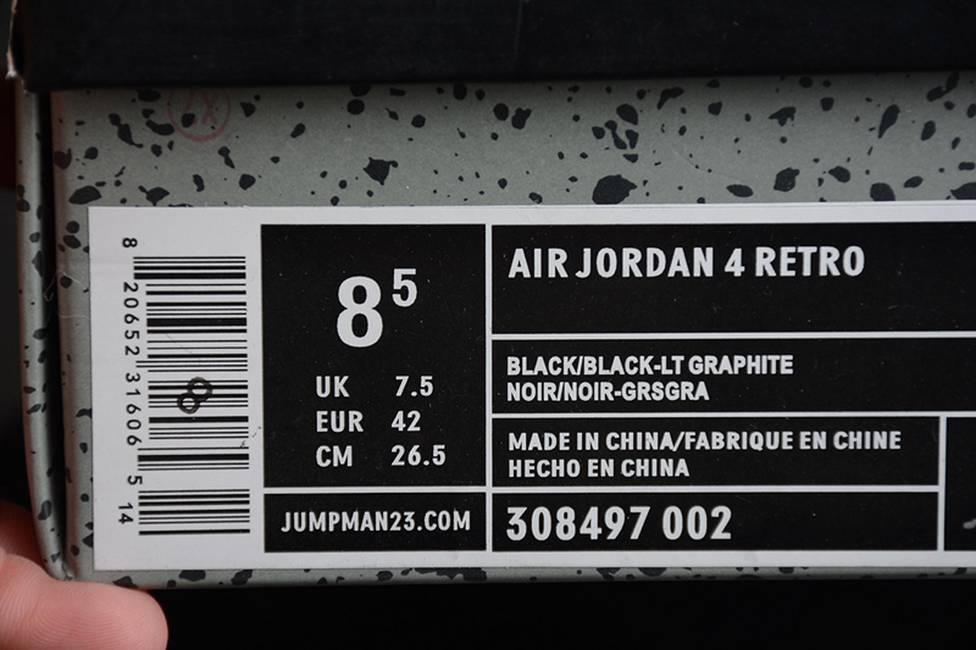 8 20652 31606 5 14
8
8 5
UK 7.5
EUR 42
CM 26.5
JUMPMAN23.COM
AIR JORDAN 4 RETRO
BLACK/BLACK-LT GRAPHITE
NOIR/NOIR-GRSGRA
MADE IN CHINA/FABRIQUE EN CHINE
HECHO EN CHINA
308497 002